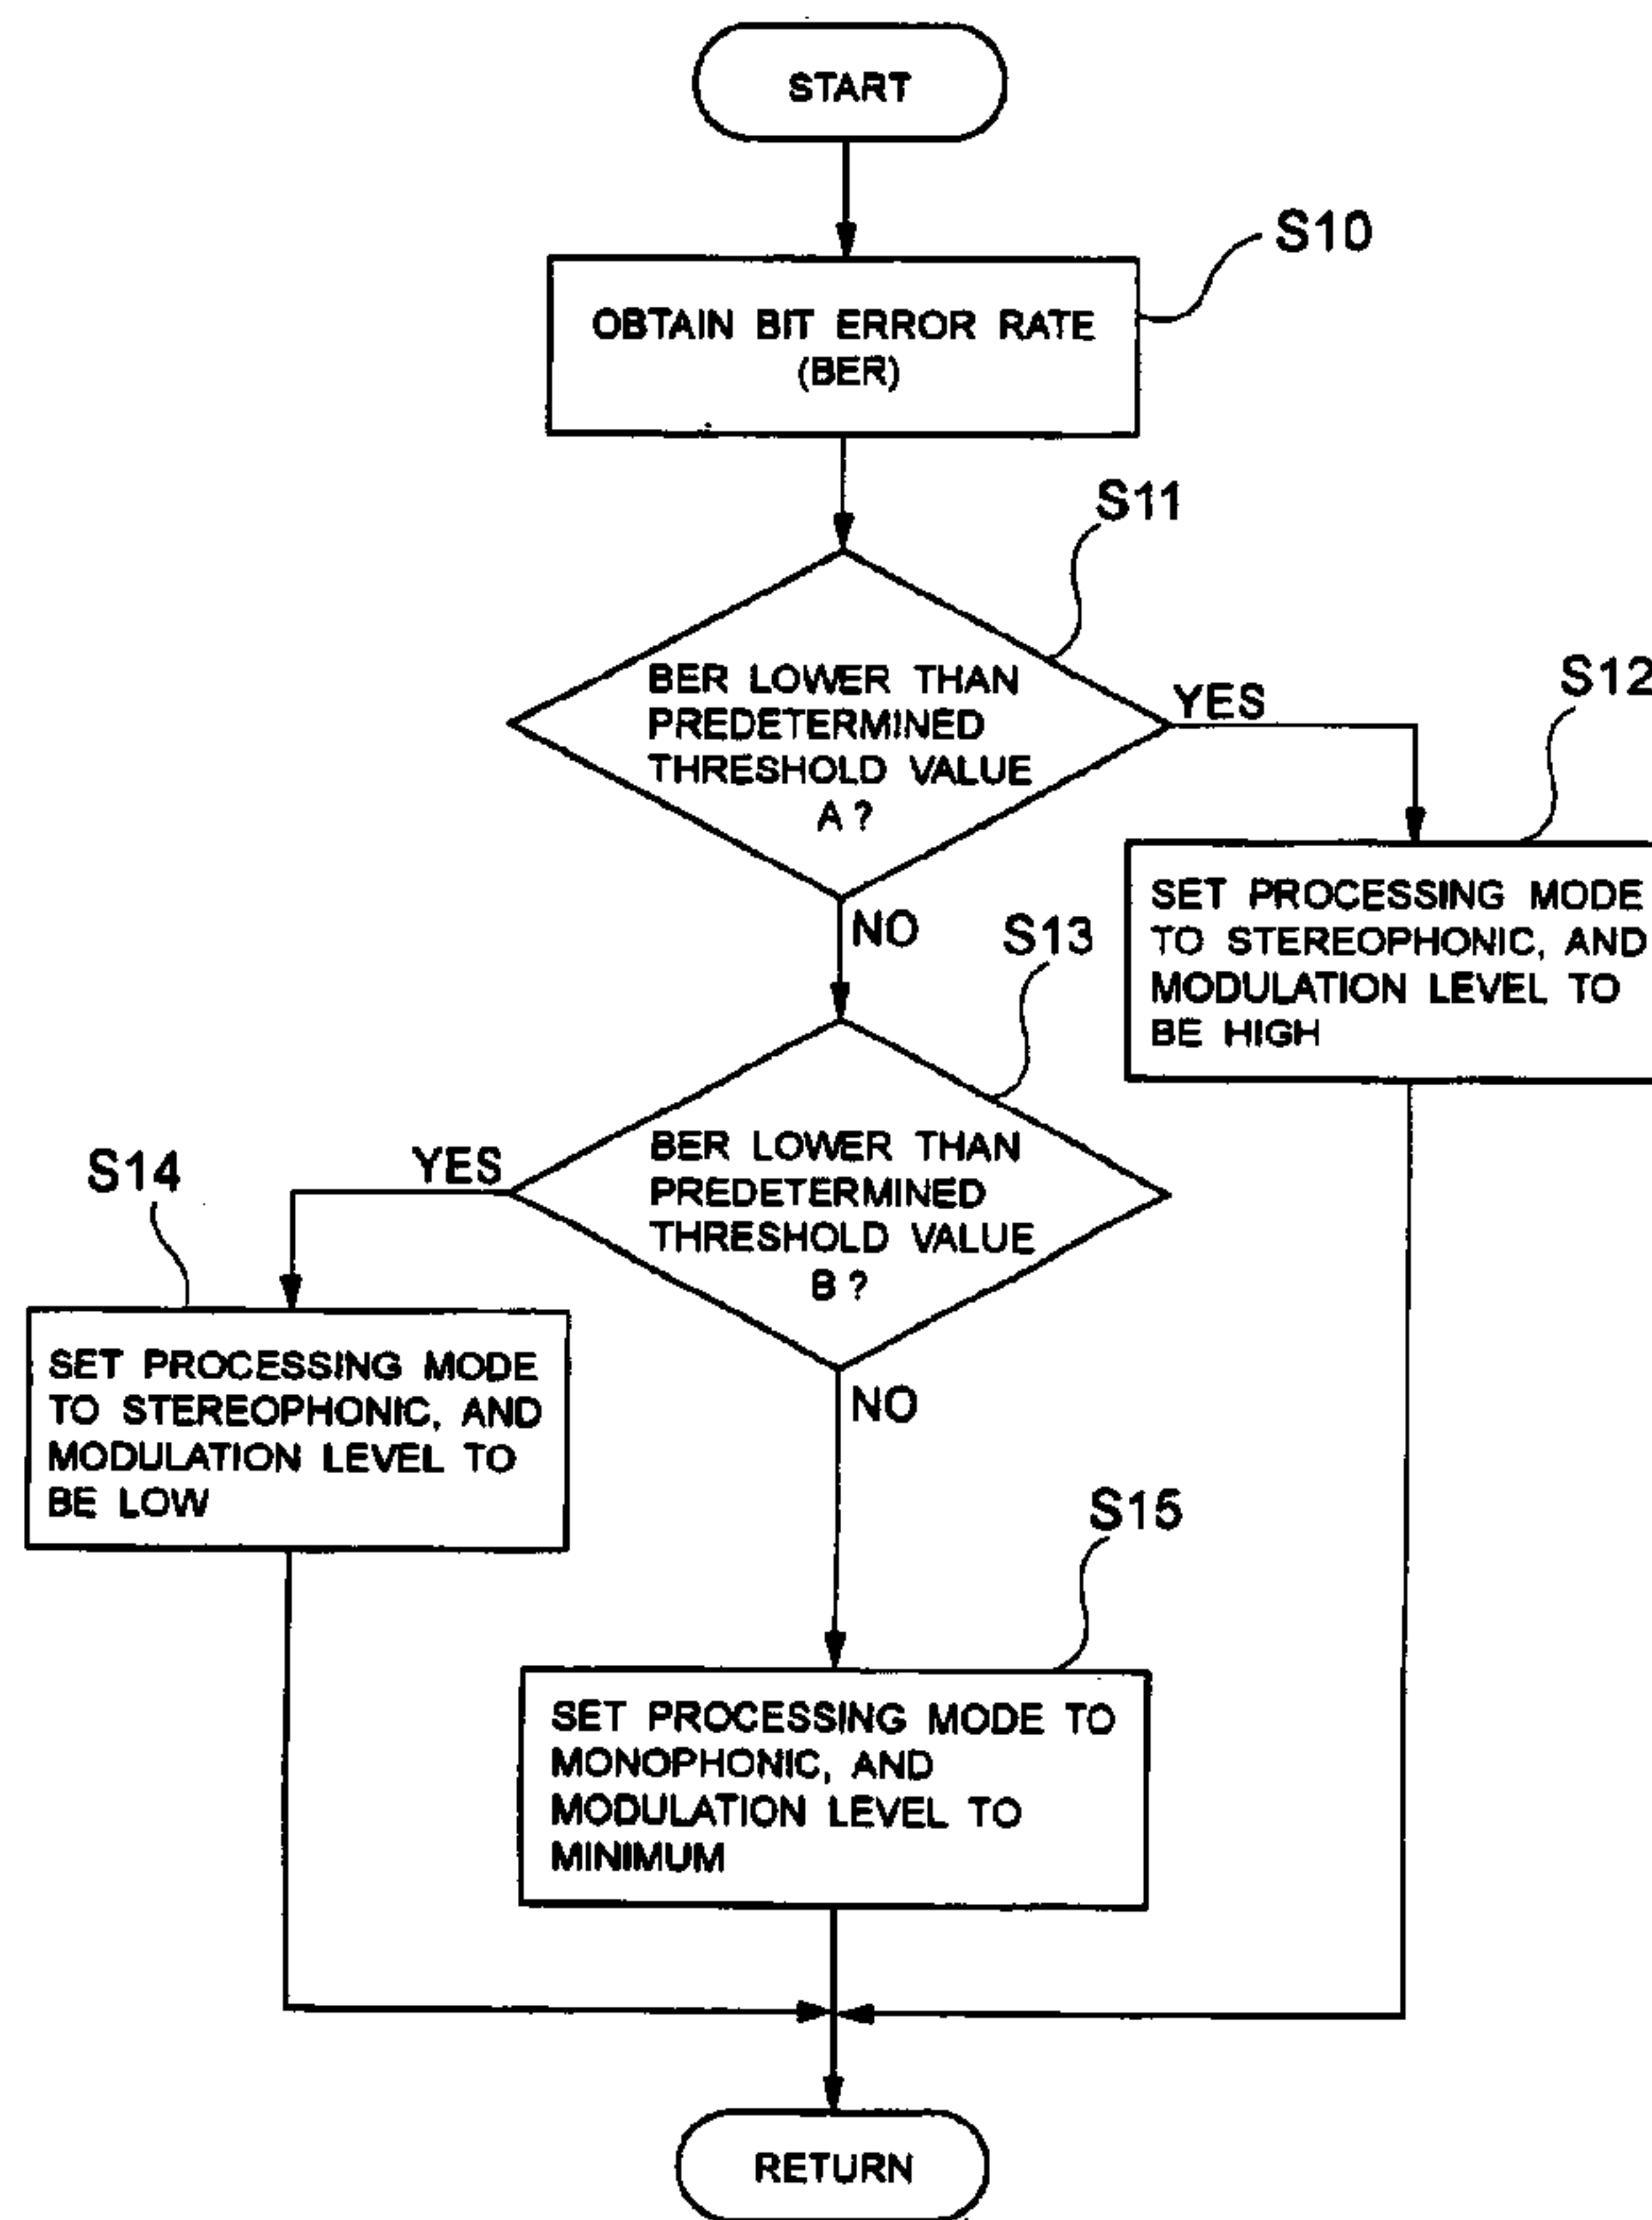 START
S10
OBTAIN BIT ERROR RATE
(BER)
S11
BER LOWER THAN
PREDETERMINED
THRESHOLD VALUE
A?
YES
S12
SET PROCESSING MODE
TO STEREOPHONIC, AND
MODULATION LEVEL TO
BE HIGH
NO
S13
BER LOWER THAN
PREDETERMINED
THRESHOLD VALUE
B?
YES
S14
SET PROCESSING MODE
TO STEREOPHONIC, AND
MODULATION LEVEL TO
BE LOW
NO
S15
SET PROCESSING MODE TO
MONOPHONIC, AND
MODULATION LEVEL TO
MINIMUM
RETURN